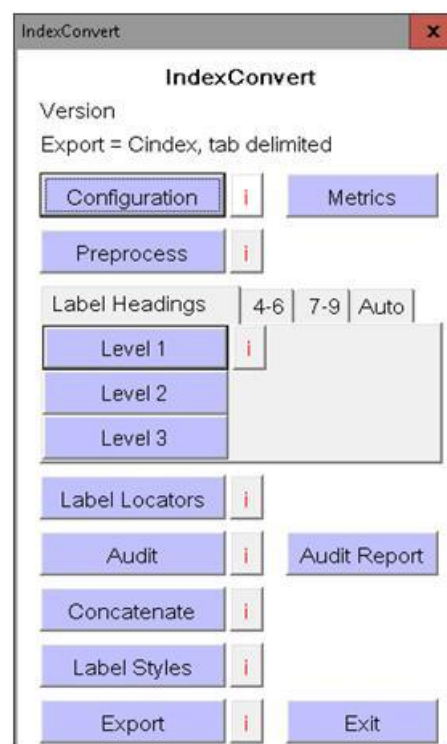 IndexConvert x
IndexConvert
Version
Export = Cindex, tab delimited
Configuration i Metrics
Preprocess i
Label Headings 4-6 7-9 Auto
Level 1 i
Level 2
Level 3
Label Locators i
Audit i Audit Report
Concatenate i
Label Styles i
Export i Exit